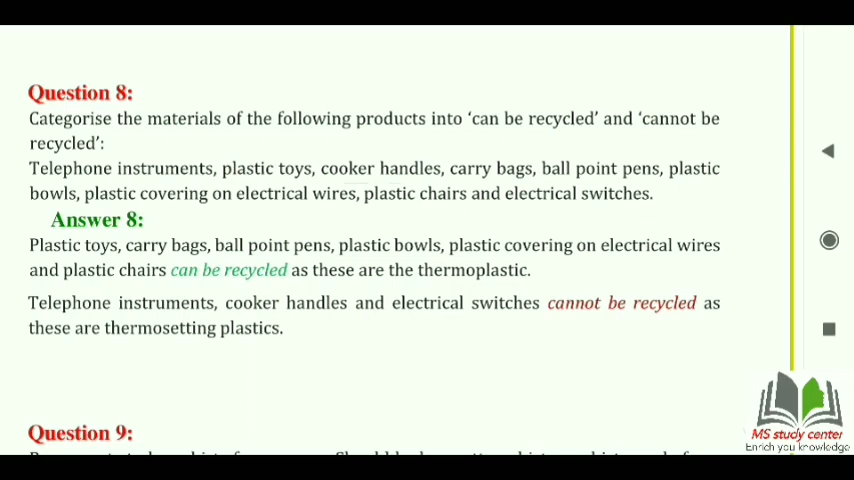 Question 8:
Categorise the materials of the following products into ‘can be recycled’ and ‘cannot be
recycled’:
Telephone instruments, plastic toys, cooker handles, carry bags, ball point pens, plastic
bowls, plastic covering on electrical wires, plastic chairs and electrical switches.
Answer 8:
Plastic toys, carry bags, ball point pens, plastic bowls, plastic covering on electrical wires
and plastic chairs can be recycled as these are the thermoplastic.
Telephone instruments, cooker handles and electrical switches cannot be recycled as
these are thermosetting plastics.
Question 9:
MS study center
Enrich you knowledge